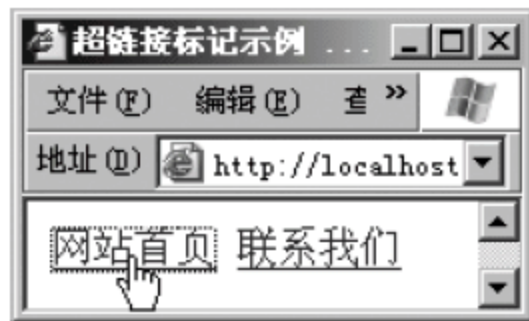 超链接标记示例 ...
文件(F) 编辑(E) 查 »
地址(D) http://localhost
网站首页 联系我们